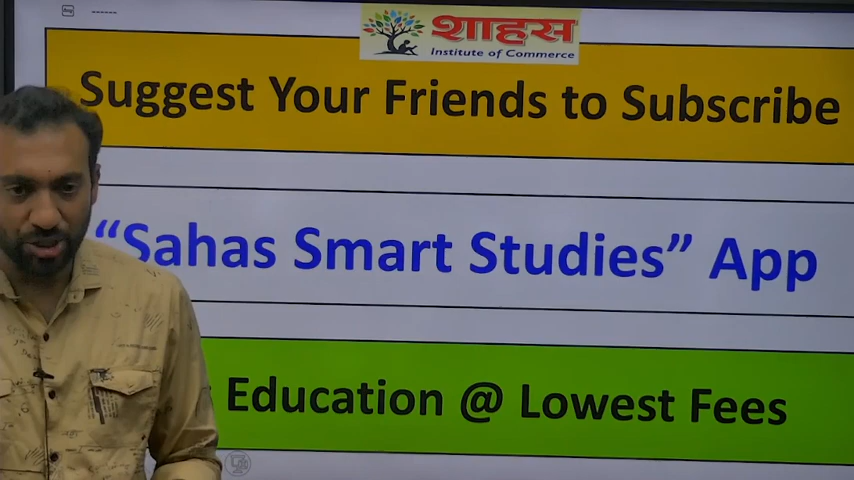 शाहस
Institute of Commerce
Suggest Your Friends to Subscribe
“Sahas Smart Studies” App
Education @ Lowest Fees